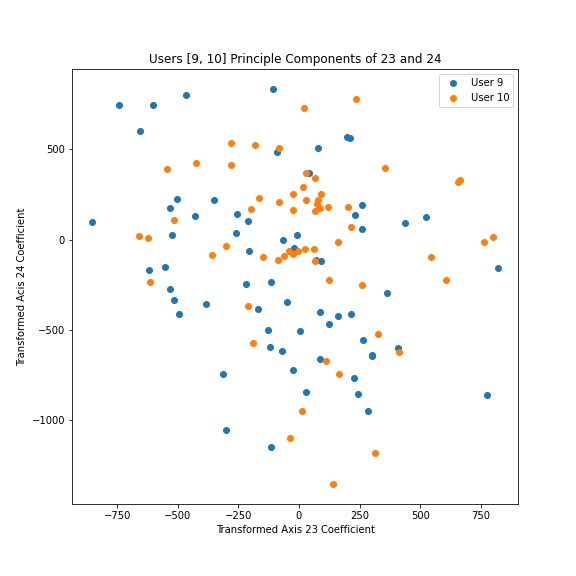 Users [9, 10] Principle Components of 23 and 24
User 9
User 10
500
0
−500
−1000
Transformed Acis 24 Coefficient
−750
−500
−250
0
250
500
750
Transformed Axis 23 Coefficient